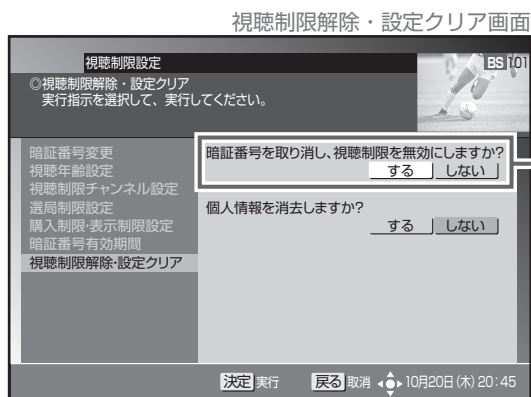 視聴制限解除・設定クリア画面
視聴制限設定
BS 101
◎視聴制限解除・設定クリア
実行指示を選択して、実行してください。
暗証番号変更
視聴年齢設定
視聴制限チャンネル設定
選局制限設定
購入制限・表示制限設定
暗証番号有効期間
視聴制限解除・設定クリア
暗証番号を取り消し、視聴制限を無効にしますか?
する しない
個人情報を消去しますか?
する しない
決定 実行 戻る 取消 10月20日(木)20:45